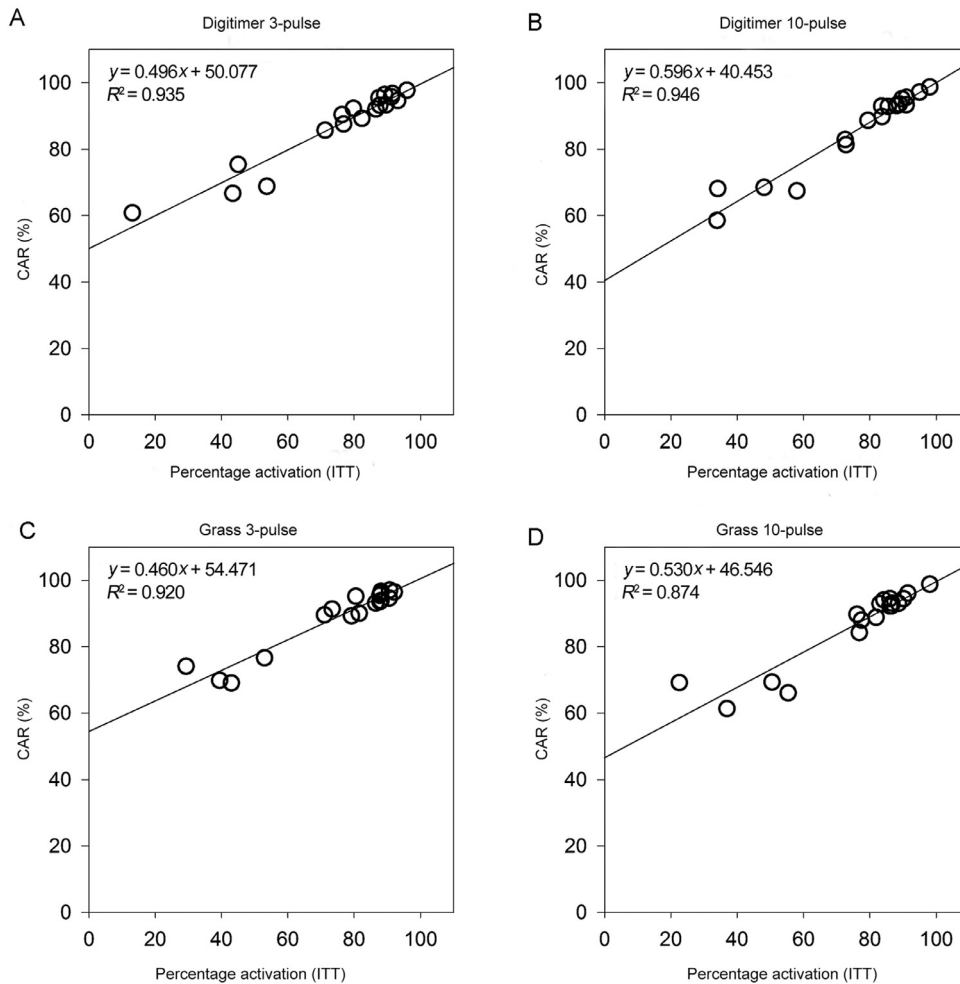 A
Digitimer 3-pulse
y = 0.496x + 50.077
R² = 0.935
100
80
60
40
20
0
CAR (%)
0 20 40 60 80 100
Percentage activation (ITT)
B
Digitimer 10-pulse
y = 0.596x + 40.453
R² = 0.946
100
80
60
40
20
0
CAR (%)
0 20 40 60 80 100
Percentage activation (ITT)
C
Grass 3-pulse
y = 0.460x + 54.471
R² = 0.920
100
80
60
40
20
0
CAR (%)
0 20 40 60 80 100
Percentage activation (ITT)
D
Grass 10-pulse
y = 0.530x + 46.546
R² = 0.874
100
80
60
40
20
0
CAR (%)
0 20 40 60 80 100
Percentage activation (ITT)